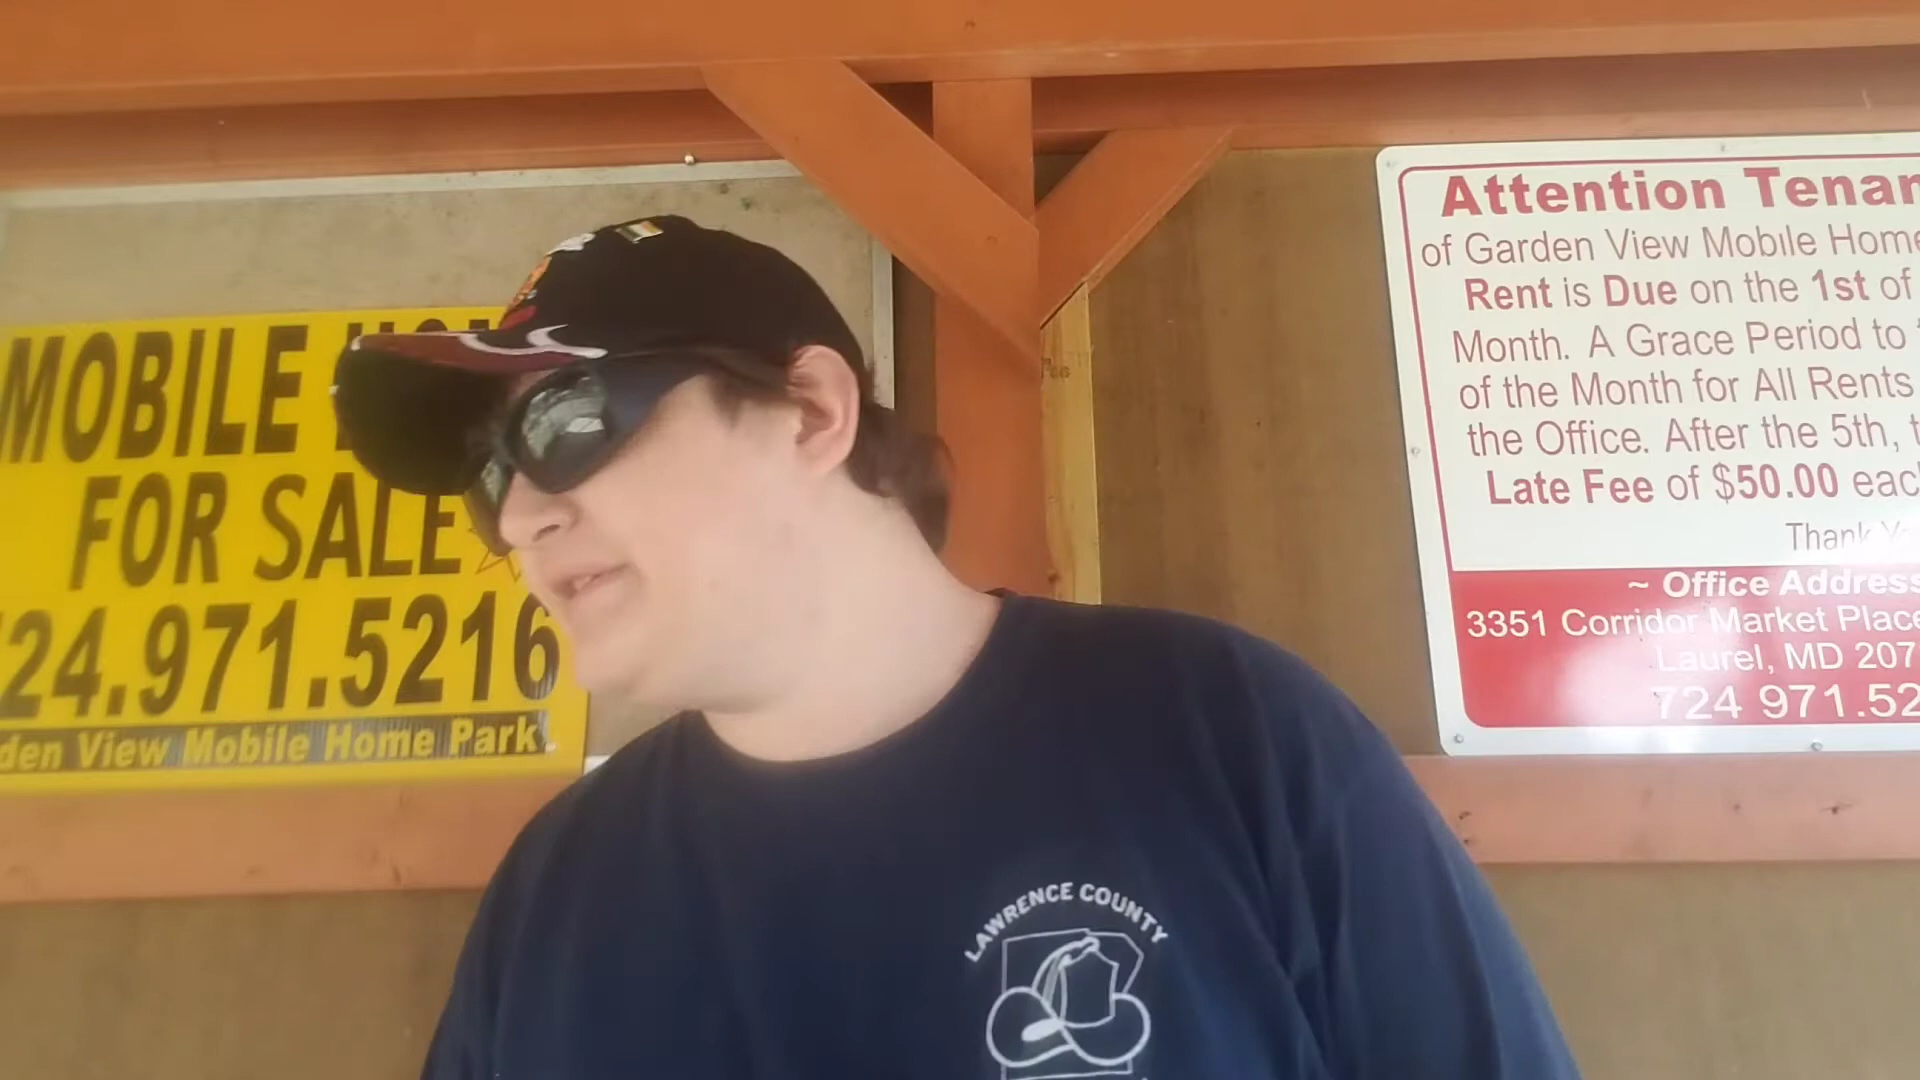 MOBILE
FOR SALE
24.971.5216
den View Mobile Home Park.
Attention Tenan
of Garden View Mobile Home
Rent is Due on the 1st of
Month. A Grace Period to
of the Month for All Rents
the Office. After the 5th,
Late Fee of $50.00 eac
Thank Yo
~ Office Address
3351 Corridor Market Place
Laurel, MD 207
724 971.52
LAWRENCE COUNTY